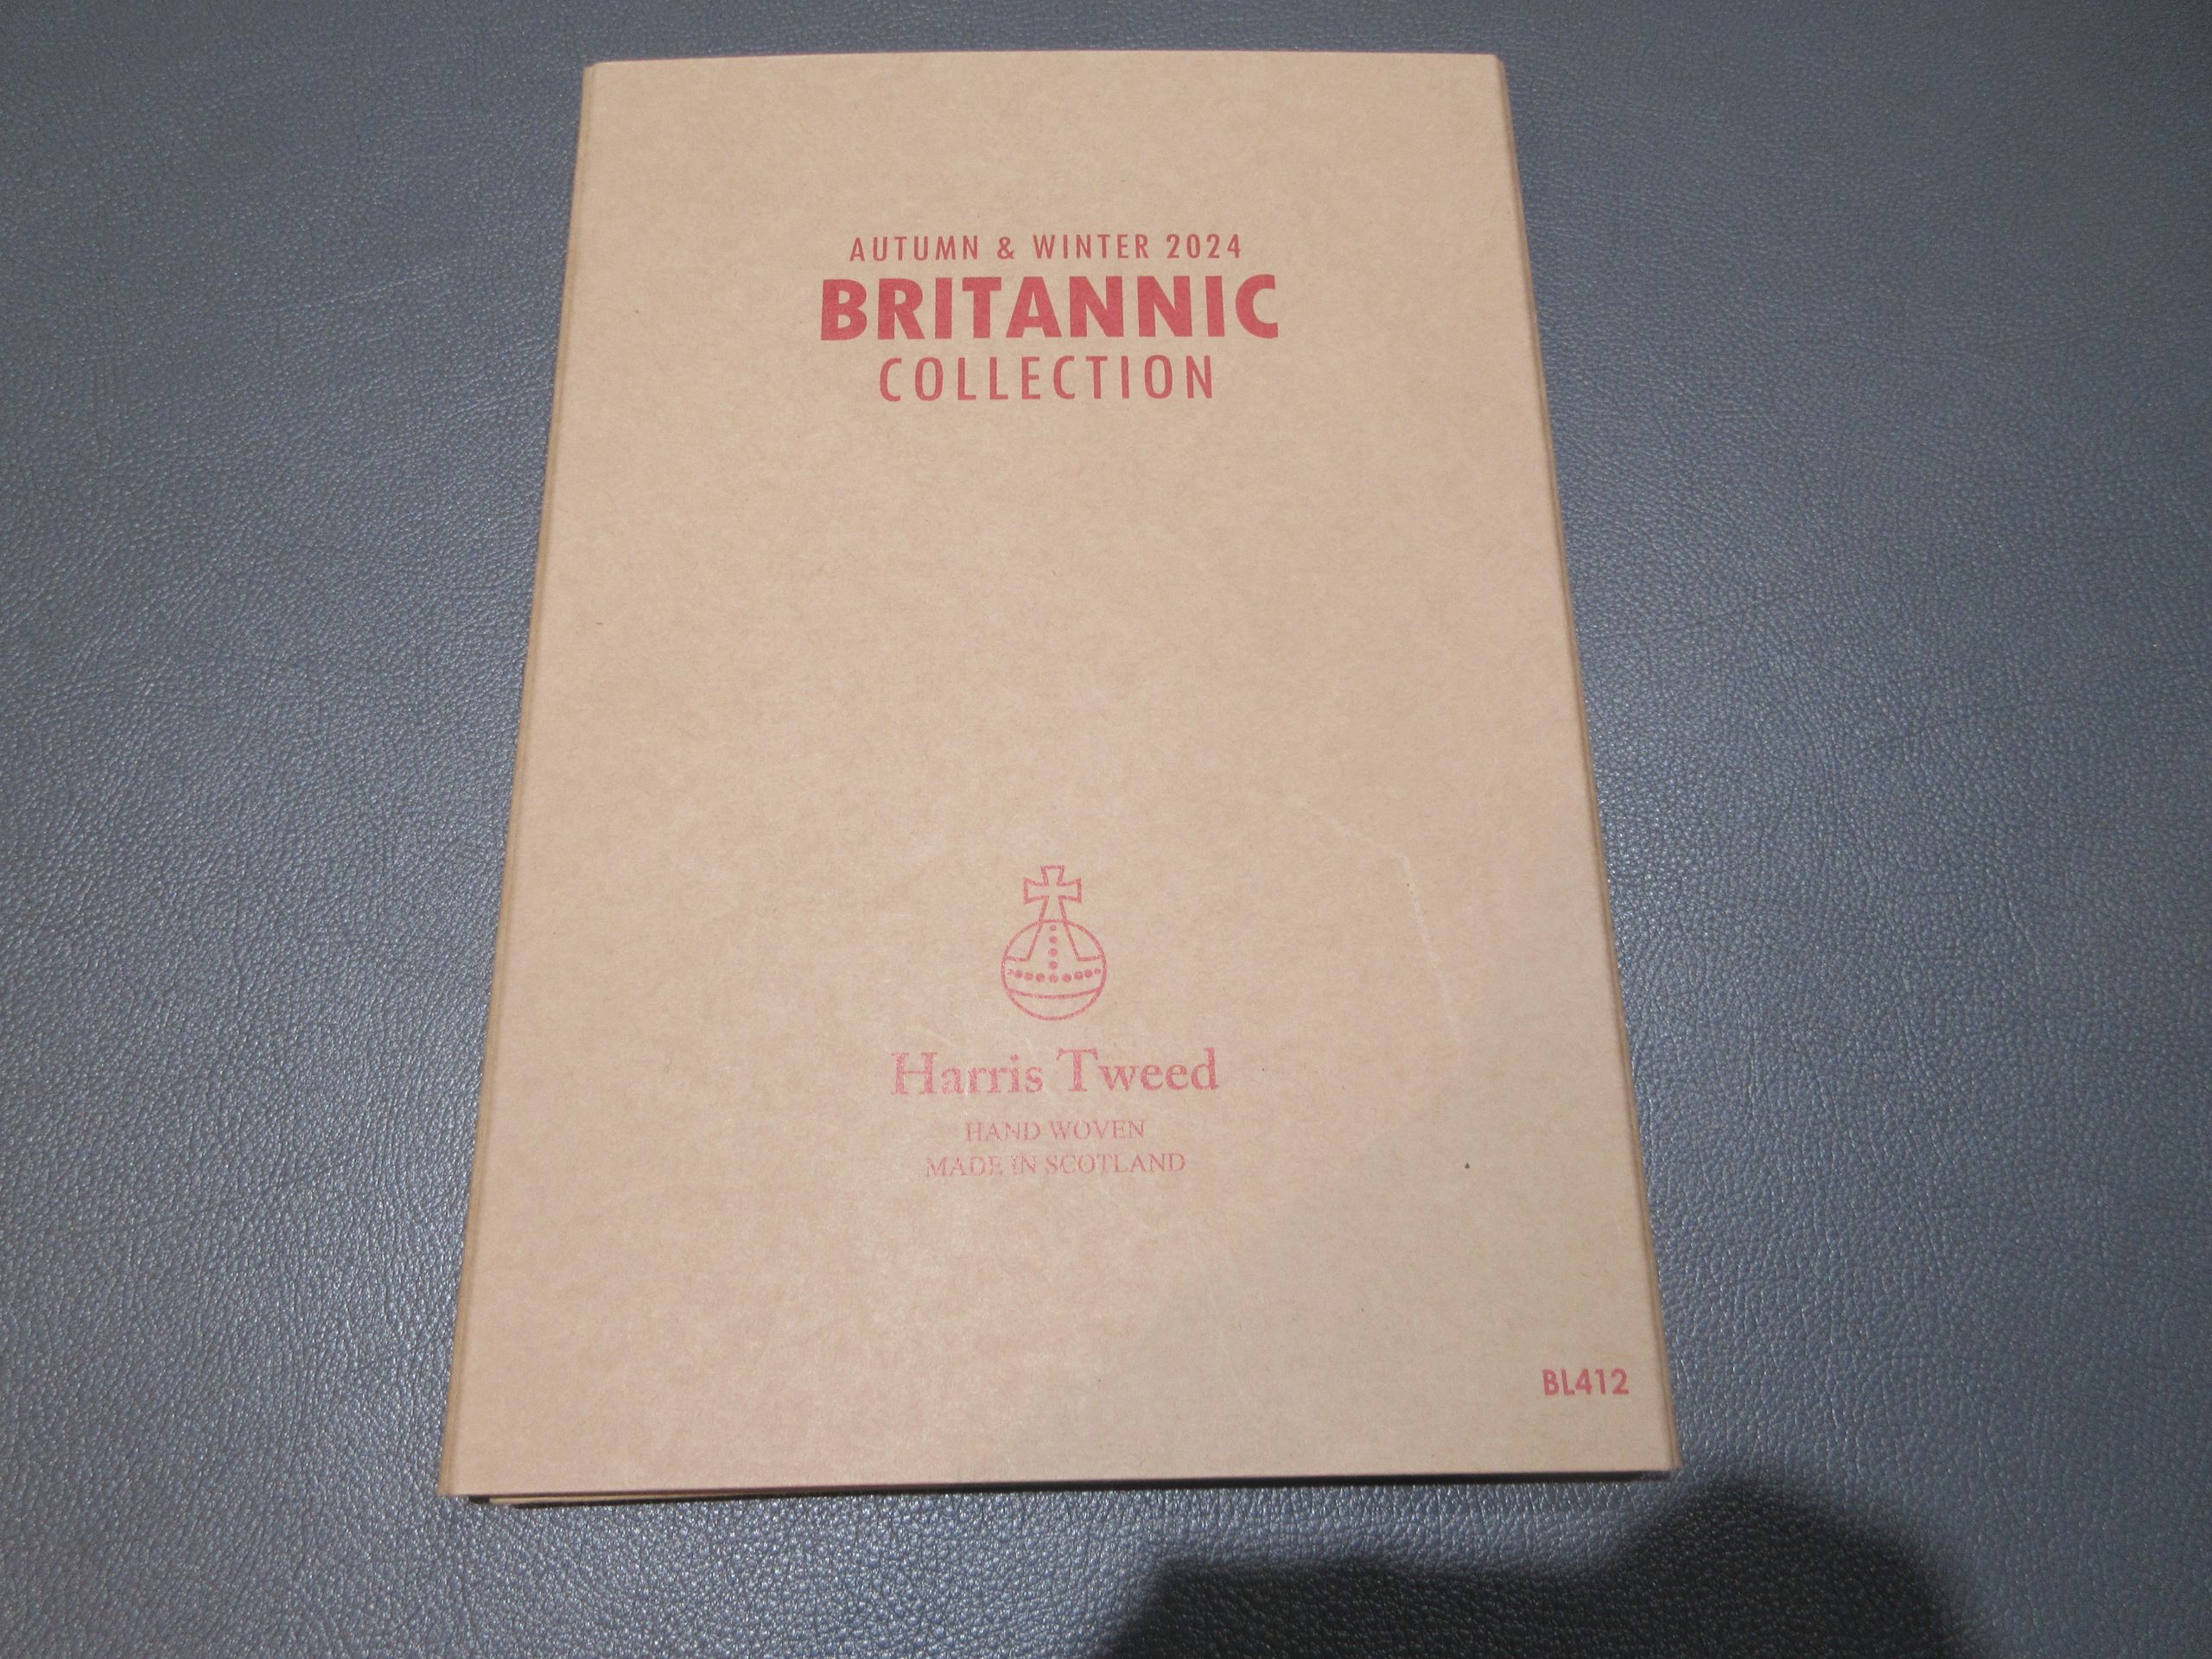 AUTUMN & WINTER 2024
BRITANNIC
COLLECTION
Harris Tweed
HAND WOVEN
MADE IN SCOTLAND
BL412